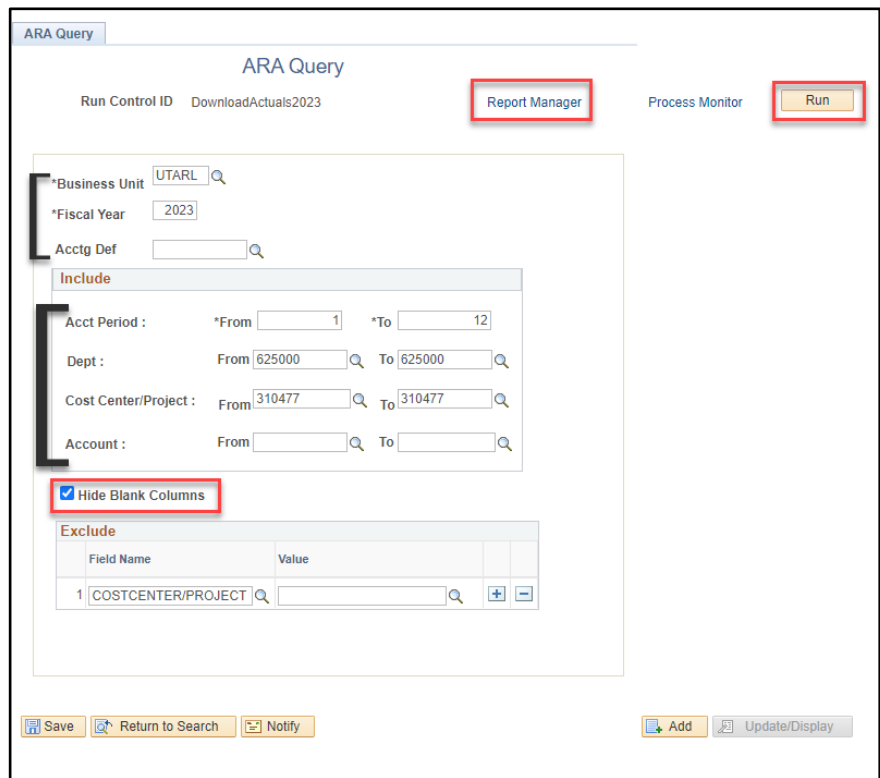 ARA Query
ARA Query
Run Control ID DownloadActuals2023 Report Manager Process Monitor Run
*Business Unit UTARL
*Fiscal Year 2023
Acctg Def
Include
Acct Period : *From 1 *To 12
Dept : From 625000 To 625000
Cost Center/Project : From 310477 To 310477
Account : From To
Hide Blank Columns
Exclude
Field Name Value
1 COSTCENTER/PROJECT
Save Return to Search Notify Add Update/Display